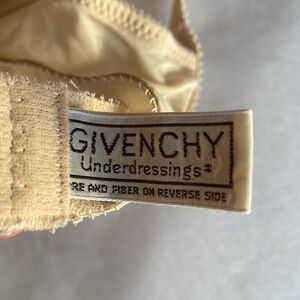 GIVENCHY
Underdressings*
RE AND FIBER ON REVERSE SIDE